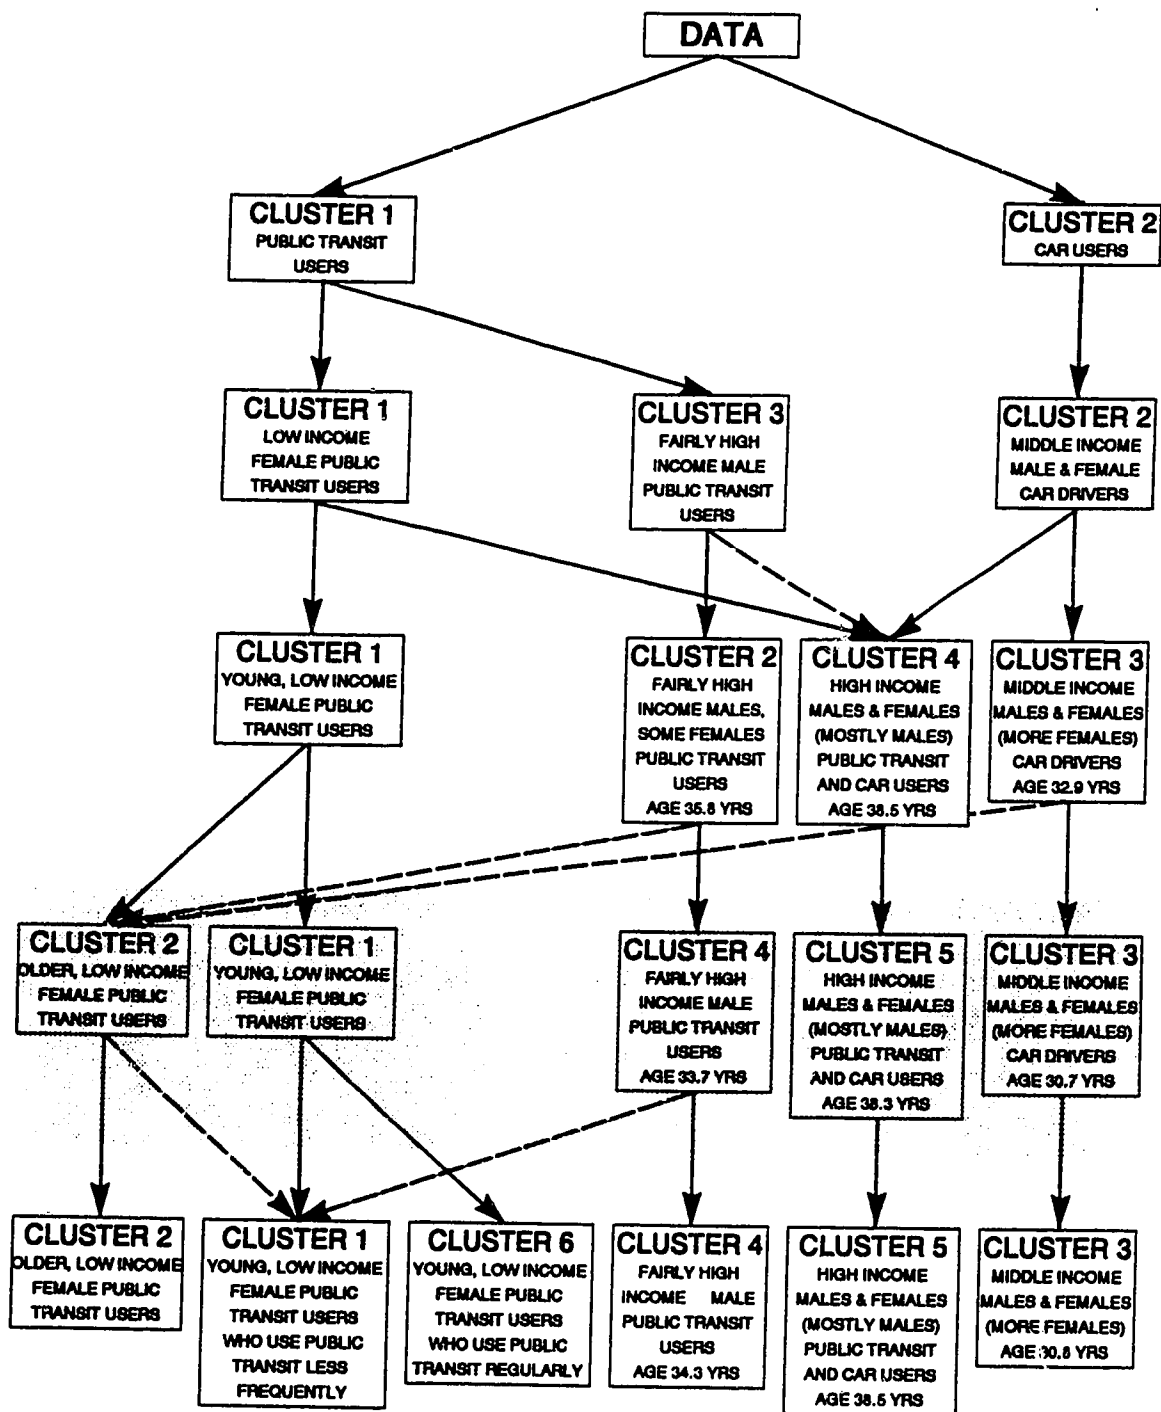 DATA
CLUSTER 1
PUBLIC TRANSIT
USERS
CLUSTER 2
CAR USERS
CLUSTER 1
LOW INCOME
FEMALE PUBLIC
TRANSIT USERS
CLUSTER 3
FAIRLY HIGH
INCOME MALE
PUBLIC TRANSIT
USERS
CLUSTER 2
MIDDLE INCOME
MALE & FEMALE
CAR DRIVERS
CLUSTER 1
YOUNG, LOW INCOME
FEMALE PUBLIC
TRANSIT USERS
CLUSTER 2
FAIRLY HIGH
INCOME MALES,
SOME FEMALES
PUBLIC TRANSIT
USERS
AGE 35.8 YRS
CLUSTER 4
HIGH INCOME
MALES & FEMALES
(MOSTLY MALES)
PUBLIC TRANSIT
AND CAR USERS
AGE 38.5 YRS
CLUSTER 3
MIDDLE INCOME
MALES & FEMALES
(MORE FEMALES)
CAR DRIVERS
AGE 32.9 YRS
CLUSTER 2
OLDER, LOW INCOME
FEMALE PUBLIC
TRANSIT USERS
CLUSTER 1
YOUNG, LOW INCOME
FEMALE PUBLIC
TRANSIT USERS
CLUSTER 4
FAIRLY HIGH
INCOME MALE
PUBLIC TRANSIT
USERS
AGE 33.7 YRS
CLUSTER 5
HIGH INCOME
MALES & FEMALES
(MOSTLY MALES)
PUBLIC TRANSIT
AND CAR USERS
AGE 38.3 YRS
CLUSTER 3
MIDDLE INCOME
MALES & FEMALES
(MORE FEMALES)
CAR DRIVERS
AGE 30.7 YRS
CLUSTER 2
OLDER, LOW INCOME
FEMALE PUBLIC
TRANSIT USERS
CLUSTER 1
YOUNG, LOW INCOME
FEMALE PUBLIC
TRANSIT USERS
WHO USE PUBLIC
TRANSIT LESS
FREQUENTLY
CLUSTER 6
YOUNG, LOW INCOME
FEMALE PUBLIC
TRANSIT USERS
WHO USE PUBLIC
TRANSIT REGULARLY
CLUSTER 4
FAIRLY HIGH
INCOME MALE
PUBLIC TRANSIT
USERS
AGE 34.3 YRS
CLUSTER 5
HIGH INCOME
MALES & FEMALES
(MOSTLY MALES)
PUBLIC TRANSIT
AND CAR USERS
AGE 38.5 YRS
CLUSTER 3
MIDDLE INCOME
MALES & FEMALES
(MORE FEMALES)
AGE YRS